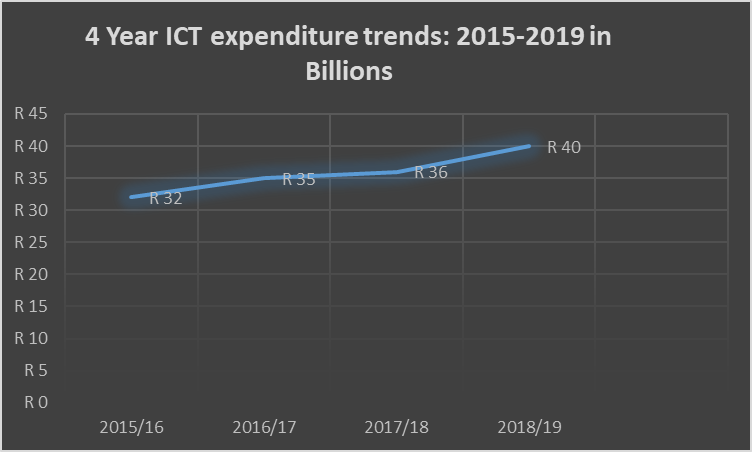 4 Year ICT expenditure trends: 2015-2019 in
Billions
R 45
R 40
R 35
R 30
R 25
R 20
R 15
R 10
R 5
R 0
R 32
R 35
R 36
R 40
2015/16
2016/17
2017/18
2018/19